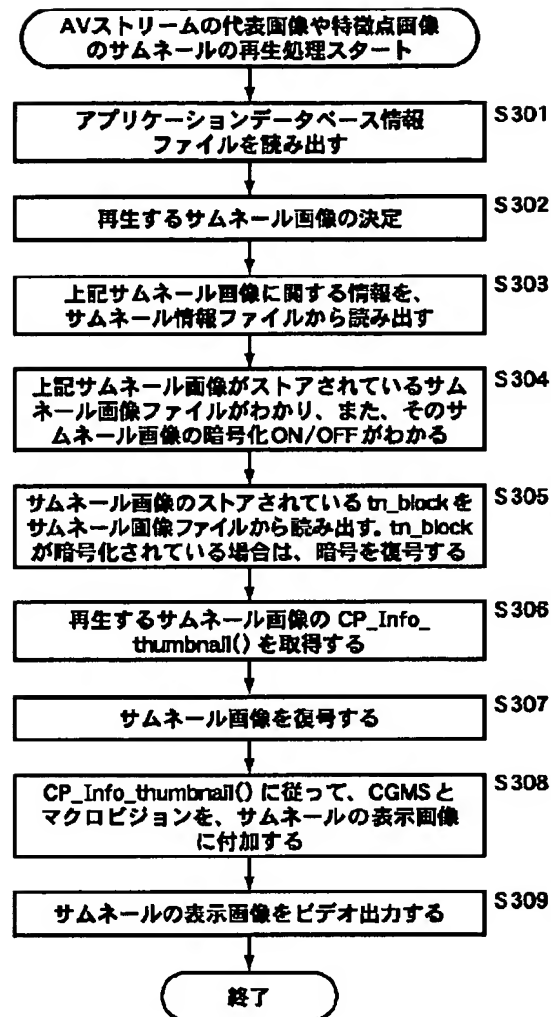 AVストリームの代表画像や特徴点画像
のサムネールの再生処理スタート
S301
アプリケーションデータベース情報
ファイルを読み出す
S302
再生するサムネール画像の決定
S303
上記サムネール画像に関する情報を、
サムネール情報ファイルから読み出す
S304
上記サムネール画像がストアされているサム
ネール画像ファイルがわかり、また、そのサ
ムネール画像の暗号化ON/OFFがわかる
S305
サムネール画像のストアされているtn_blockを
サムネール画像ファイルから読み出す。tn_block
が暗号化されている場合は、暗号を復号する
S306
再生するサムネール画像の CP_Info_
thumbnail() を取得する
S307
サムネール画像を復号する
S308
CP_Info_thumbnail() に従って、CGMSと
マクロビジョンを、サムネールの表示画像
に付加する
S309
サムネールの表示画像をビデオ出力する
終了